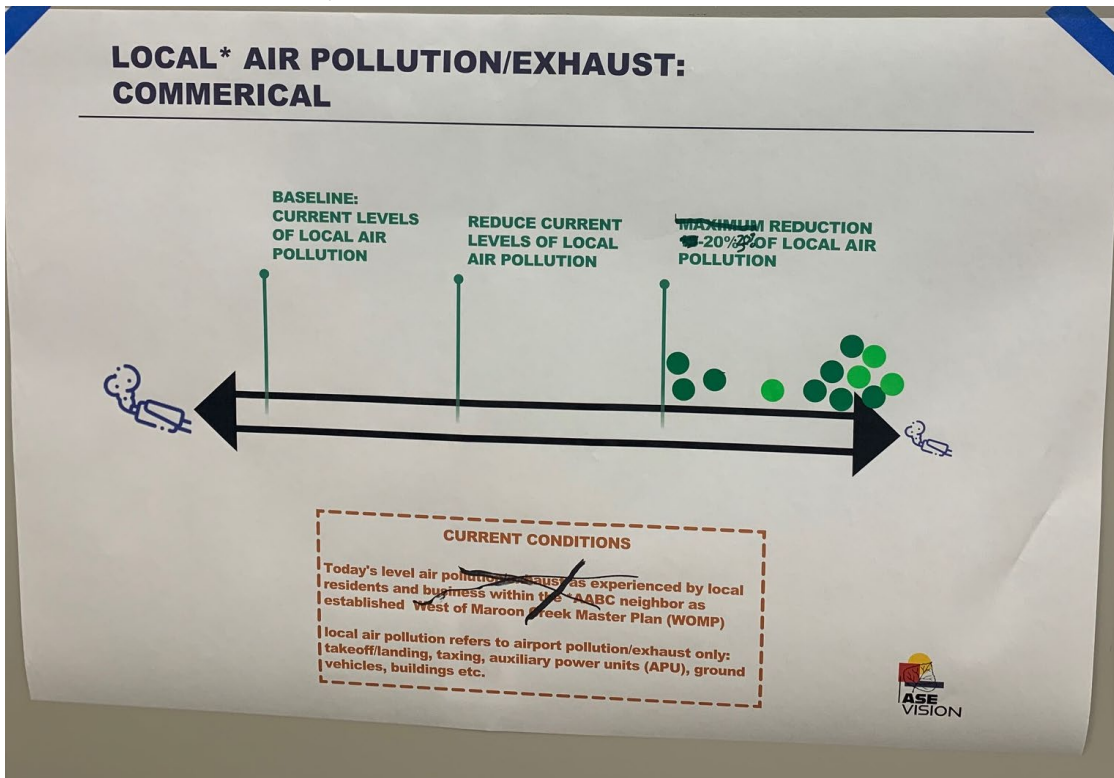 LOCAL* AIR POLLUTION/EXHAUST:
COMMERICAL
BASELINE:
CURRENT LEVELS
OF LOCAL AIR
POLLUTION
REDUCE CURRENT
LEVELS OF LOCAL
AIR POLLUTION
MAXIMUM REDUCTION
-20% OF LOCAL AIR
POLLUTION
CURRENT CONDITIONS
Today's level air pollution/exhaust as experienced by local
residents and business within the *AABC neighbor as
established West of Maroon Creek Master Plan (WOMP)
local air pollution refers to airport pollution/exhaust only:
takeoff/landing, taxing, auxiliary power units (APU), ground
vehicles, buildings etc.
ASE
VISION